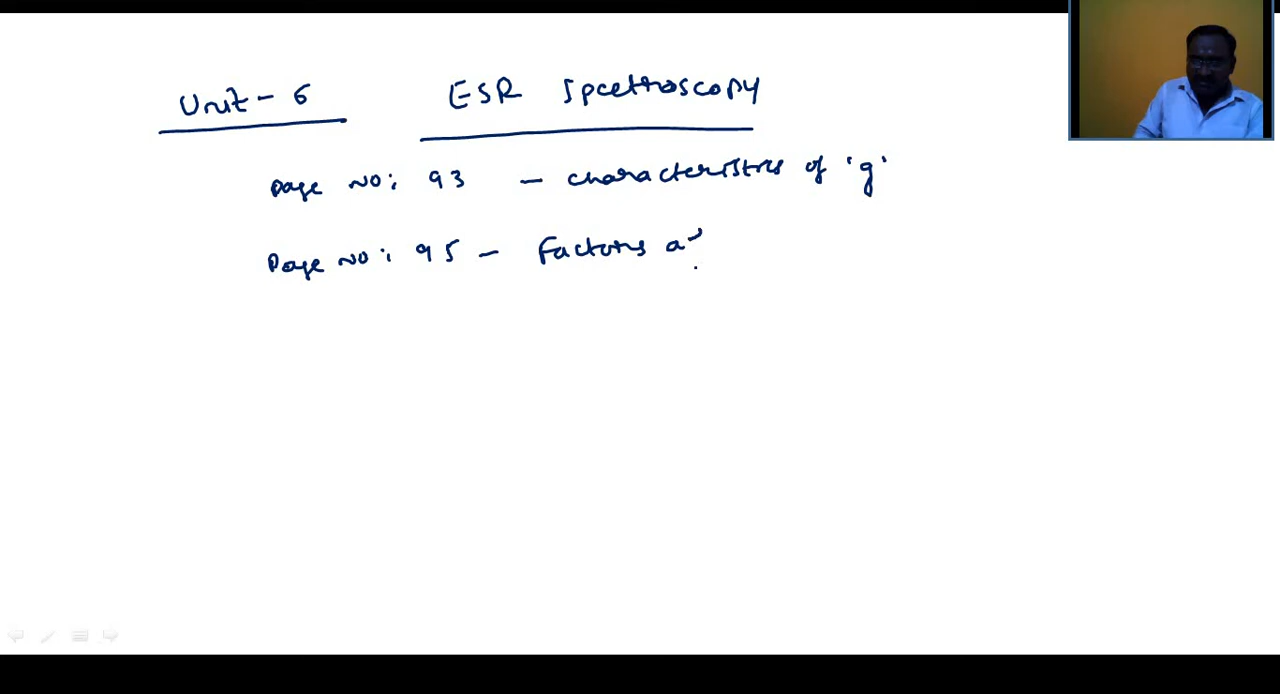 Unit - 6 ESR Spectroscopy
Page No: 93 - characteristics of 'g'
Page No: 95 - Factors a